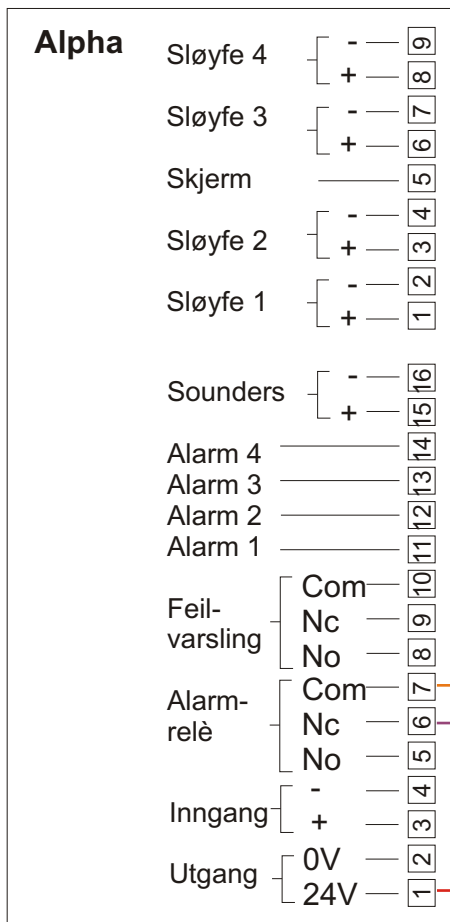 Alpha
Sløyfe 4 - 9
+ 8
Sløyfe 3 - 7
+ 6
Skjerm 5
Sløyfe 2 - 4
+ 3
Sløyfe 1 - 2
+ 1
Sounders - 16
+ 15
Alarm 4 14
Alarm 3 13
Alarm 2 12
Alarm 1 11
Feil-
varsling
Com 10
Nc 9
No 8
Alarm-
relè
Com 7
Nc 6
No 5
Inngang - 4
+ 3
Utgang 0V 2
24V 1